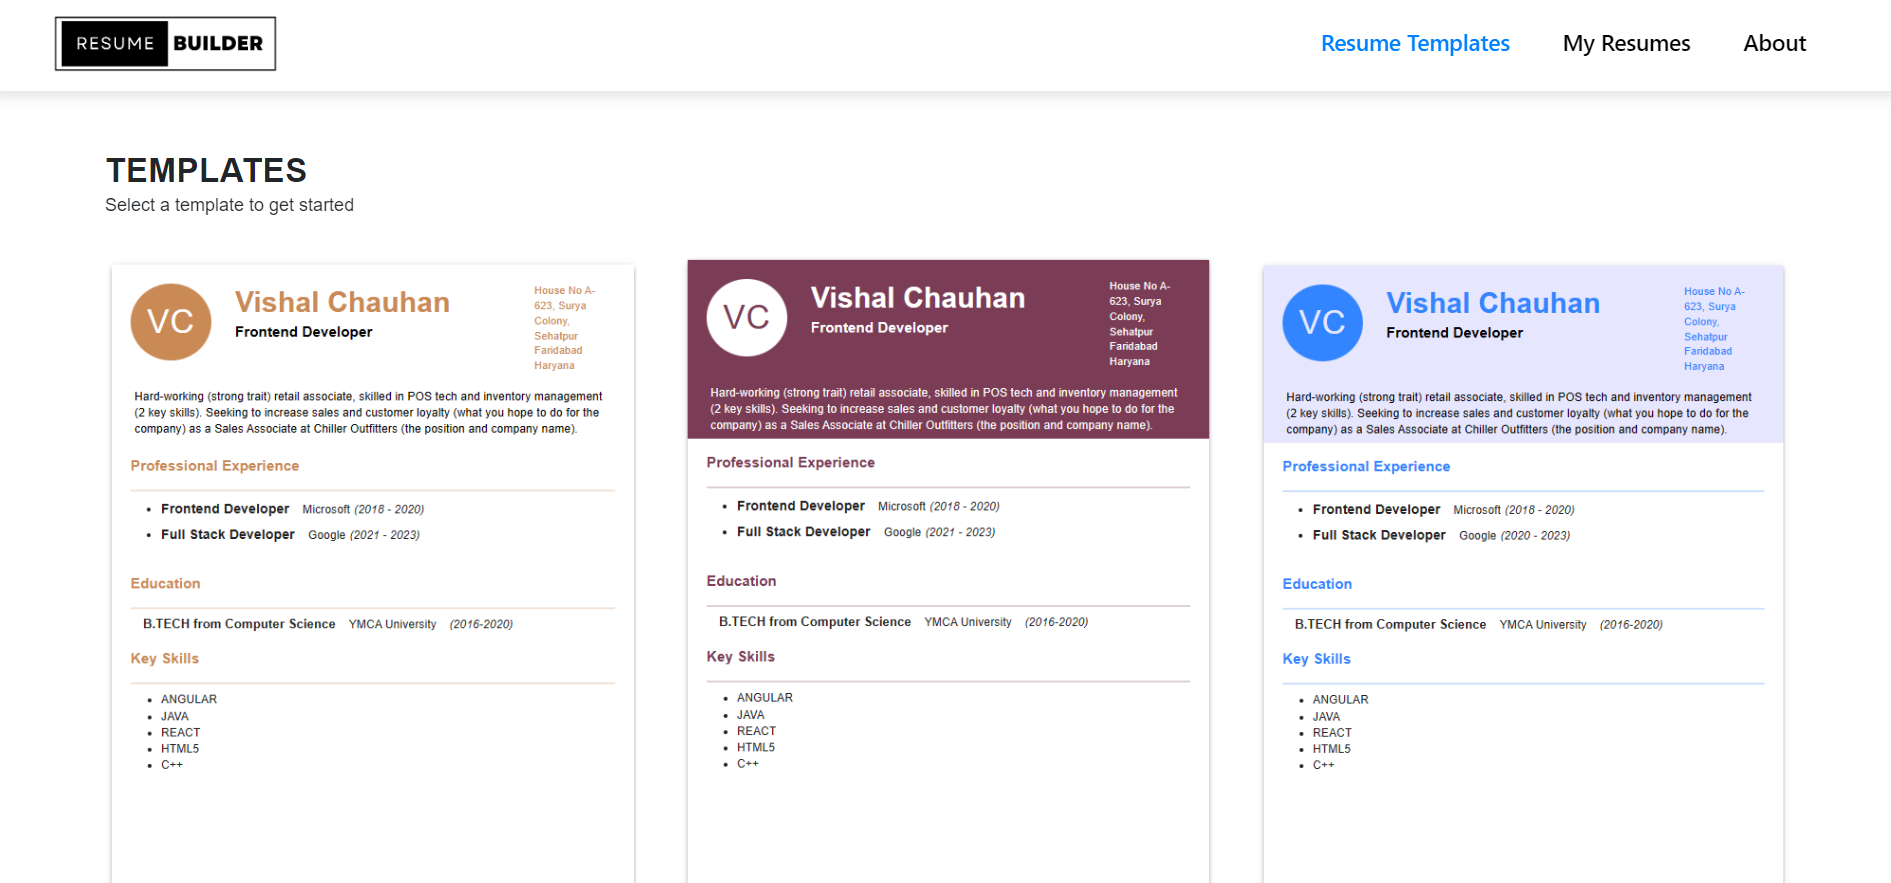 RESUME BUILDER
Resume Templates My Resumes About
TEMPLATES
Select a template to get started
VC
Vishal Chauhan
Frontend Developer
House No A-
623, Surya
Colony,
Sehatpur
Faridabad
Haryana
Hard-working (strong trait) retail associate, skilled in POS tech and inventory management
(2 key skills). Seeking to increase sales and customer loyalty (what you hope to do for the
company) as a Sales Associate at Chiller Outfitters (the position and company name).
Professional Experience
• Frontend Developer Microsoft (2018 - 2020)
• Full Stack Developer Google (2021 - 2023)
Education
B.TECH from Computer Science YMCA University (2016-2020)
Key Skills
• ANGULAR
• JAVA
• REACT
• HTML5
• C++
VC
Vishal Chauhan
Frontend Developer
House No A-
623, Surya
Colony,
Sehatpur
Faridabad
Haryana
Hard-working (strong trait) retail associate, skilled in POS tech and inventory management
(2 key skills). Seeking to increase sales and customer loyalty (what you hope to do for the
company) as a Sales Associate at Chiller Outfitters (the position and company name).
Professional Experience
• Frontend Developer Microsoft (2018 - 2020)
• Full Stack Developer Google (2021 - 2023)
Education
B.TECH from Computer Science YMCA University (2016-2020)
Key Skills
• ANGULAR
• JAVA
• REACT
• HTML5
• C++
VC
Vishal Chauhan
Frontend Developer
House No A-
623, Surya
Colony,
Sehatpur
Faridabad
Haryana
Hard-working (strong trait) retail associate, skilled in POS tech and inventory management
(2 key skills). Seeking to increase sales and customer loyalty (what you hope to do for the
company) as a Sales Associate at Chiller Outfitters (the position and company name).
Professional Experience
• Frontend Developer Microsoft (2018 - 2020)
• Full Stack Developer Google (2020 - 2023)
Education
B.TECH from Computer Science YMCA University (2016-2020)
Key Skills
• ANGULAR
• JAVA
• REACT
• HTML5
• C++